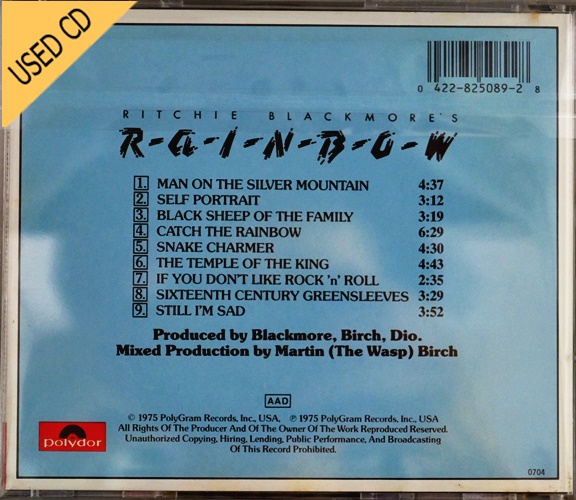 USED CD
0 422-825089-2 8
RITCHIE BLACKMORE'S
R-A-I-N-B-O-W
1. MAN ON THE SILVER MOUNTAIN 4:37
2. SELF PORTRAIT 3:12
3. BLACK SHEEP OF THE FAMILY 3:19
4. CATCH THE RAINBOW 6:29
5. SNAKE CHARMER 4:30
6. THE TEMPLE OF THE KING 4:43
7. IF YOU DON'T LIKE ROCK 'n' ROLL 2:35
8. SIXTEENTH CENTURY GREENSLEEVES 3:29
9. STILL I'M SAD 3:52
Produced by Blackmore, Birch, Dio.
Mixed Production by Martin (The Wasp) Birch
AAD
© 1975 PolyGram Records, Inc., USA, ℗ 1975 PolyGram Records, Inc., USA
All Rights Of The Producer And Of The Owner Of The Work Reproduced Reserved.
Unauthorized Copying, Hiring, Lending, Public Performance, And Broadcasting
Of This Record Prohibited.
polydor
0704